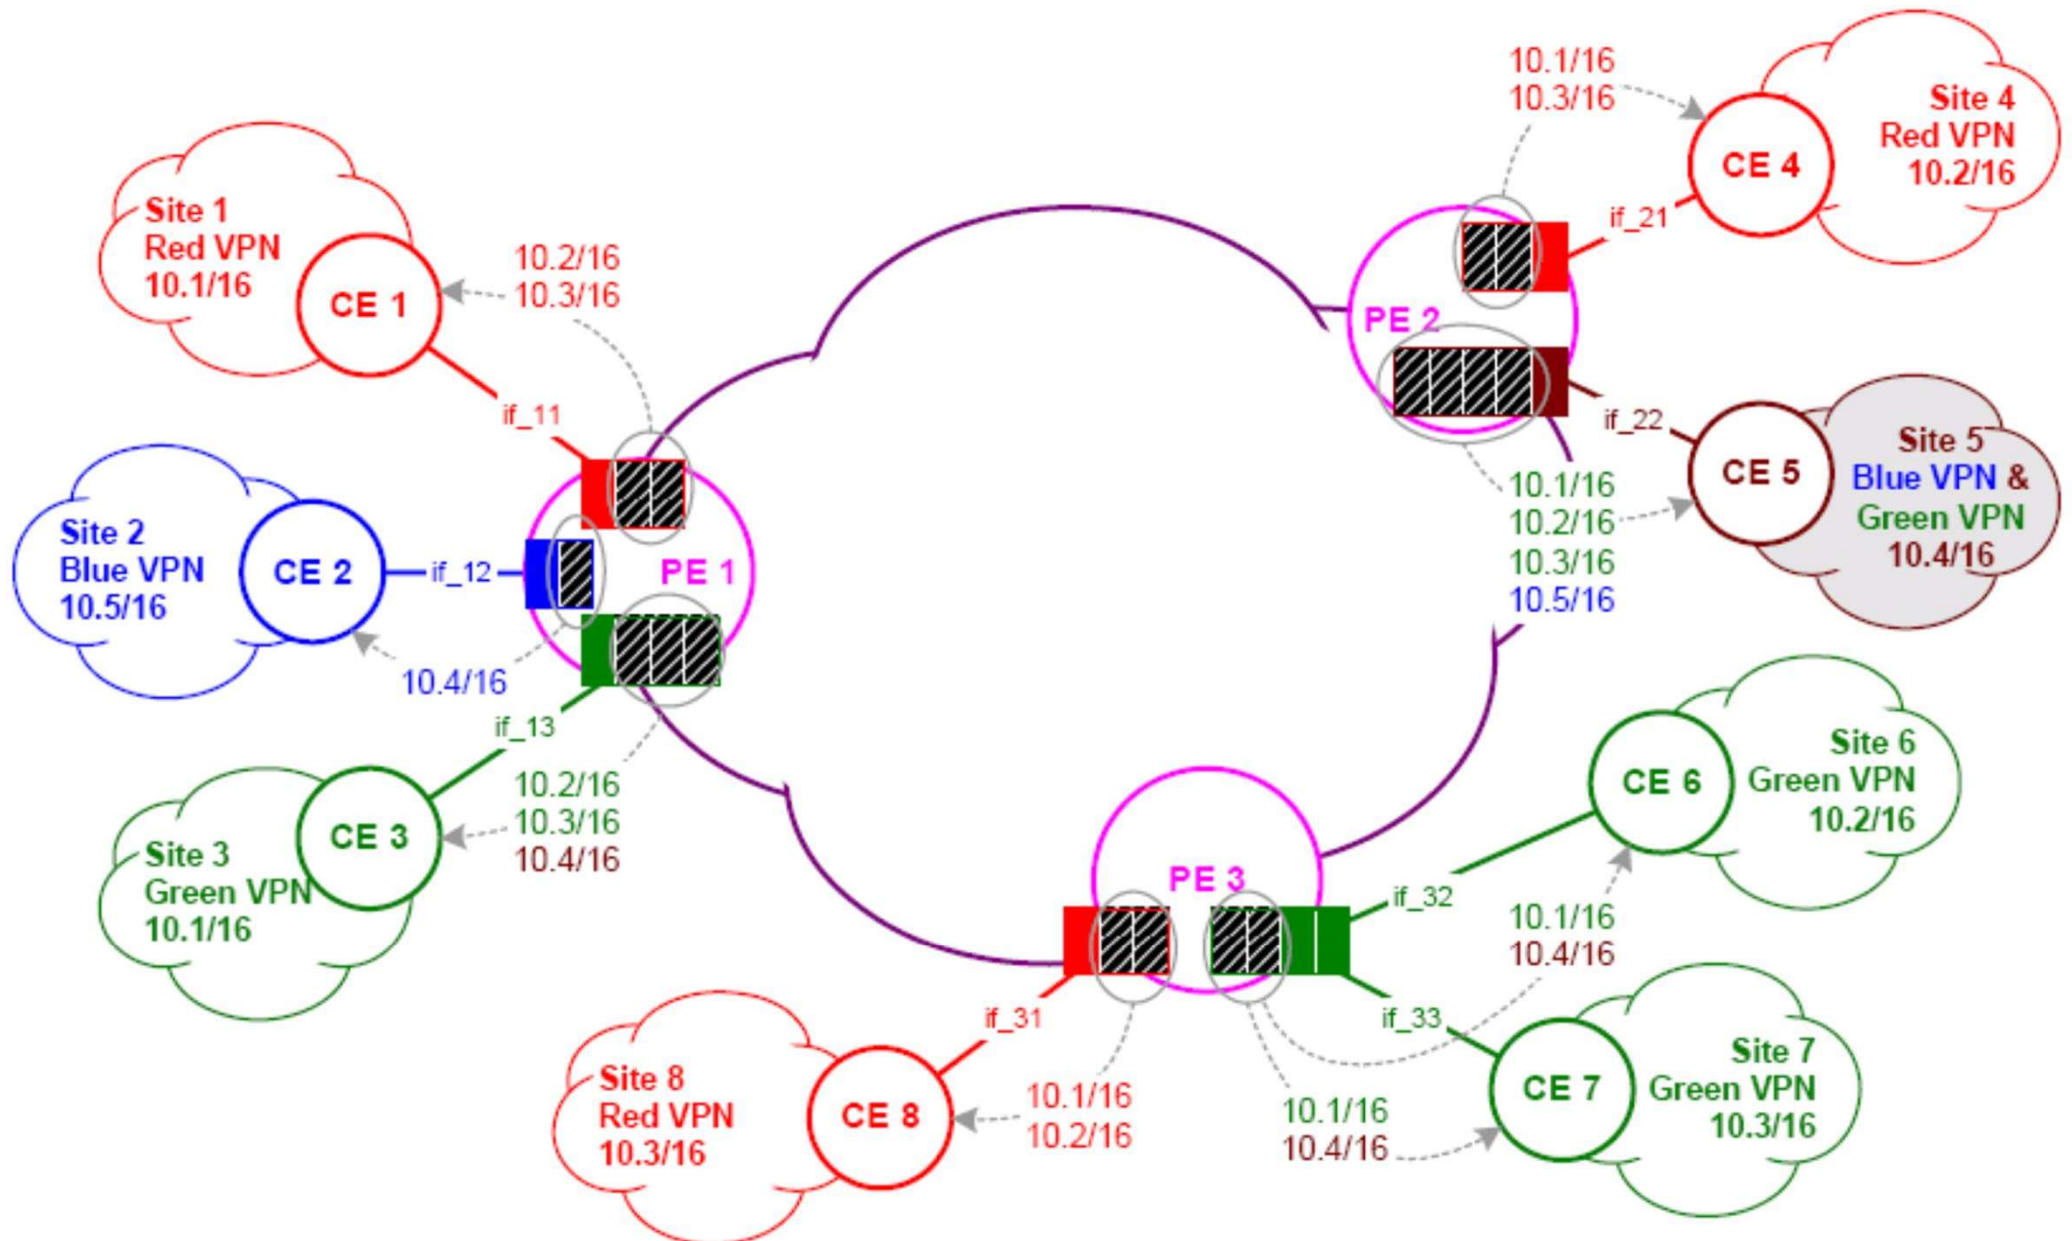 10.1/16
10.3/16
Site 4
Red VPN
10.2/16
CE 4
if_21
Site 1
Red VPN
10.1/16
CE 1
10.2/16
10.3/16
if_11
PE 2
if_22
CE 5
Site 5
Blue VPN &
Green VPN
10.4/16
10.1/16
10.2/16
10.3/16
10.5/16
Site 2
Blue VPN
10.5/16
CE 2
if_12
PE 1
10.4/16
if_13
10.2/16
10.3/16
10.4/16
CE 3
Site 3
Green VPN
10.1/16
CE 6
Site 6
Green VPN
10.2/16
PE 3
if_32
10.1/16
10.4/16
if_31
if_33
Site 8
Red VPN
10.3/16
CE 8
10.1/16
10.2/16
10.1/16
10.4/16
CE 7
Site 7
Green VPN
10.3/16